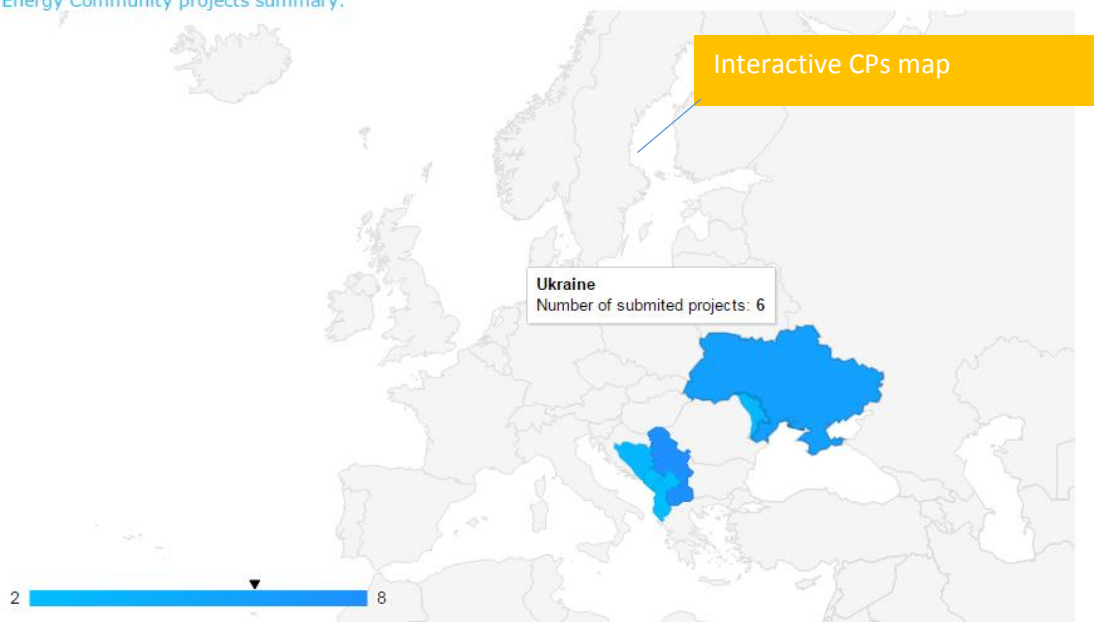 Energy Community projects summary.
Interactive CPs map
Ukraine
Number of submited projects: 6
2
8